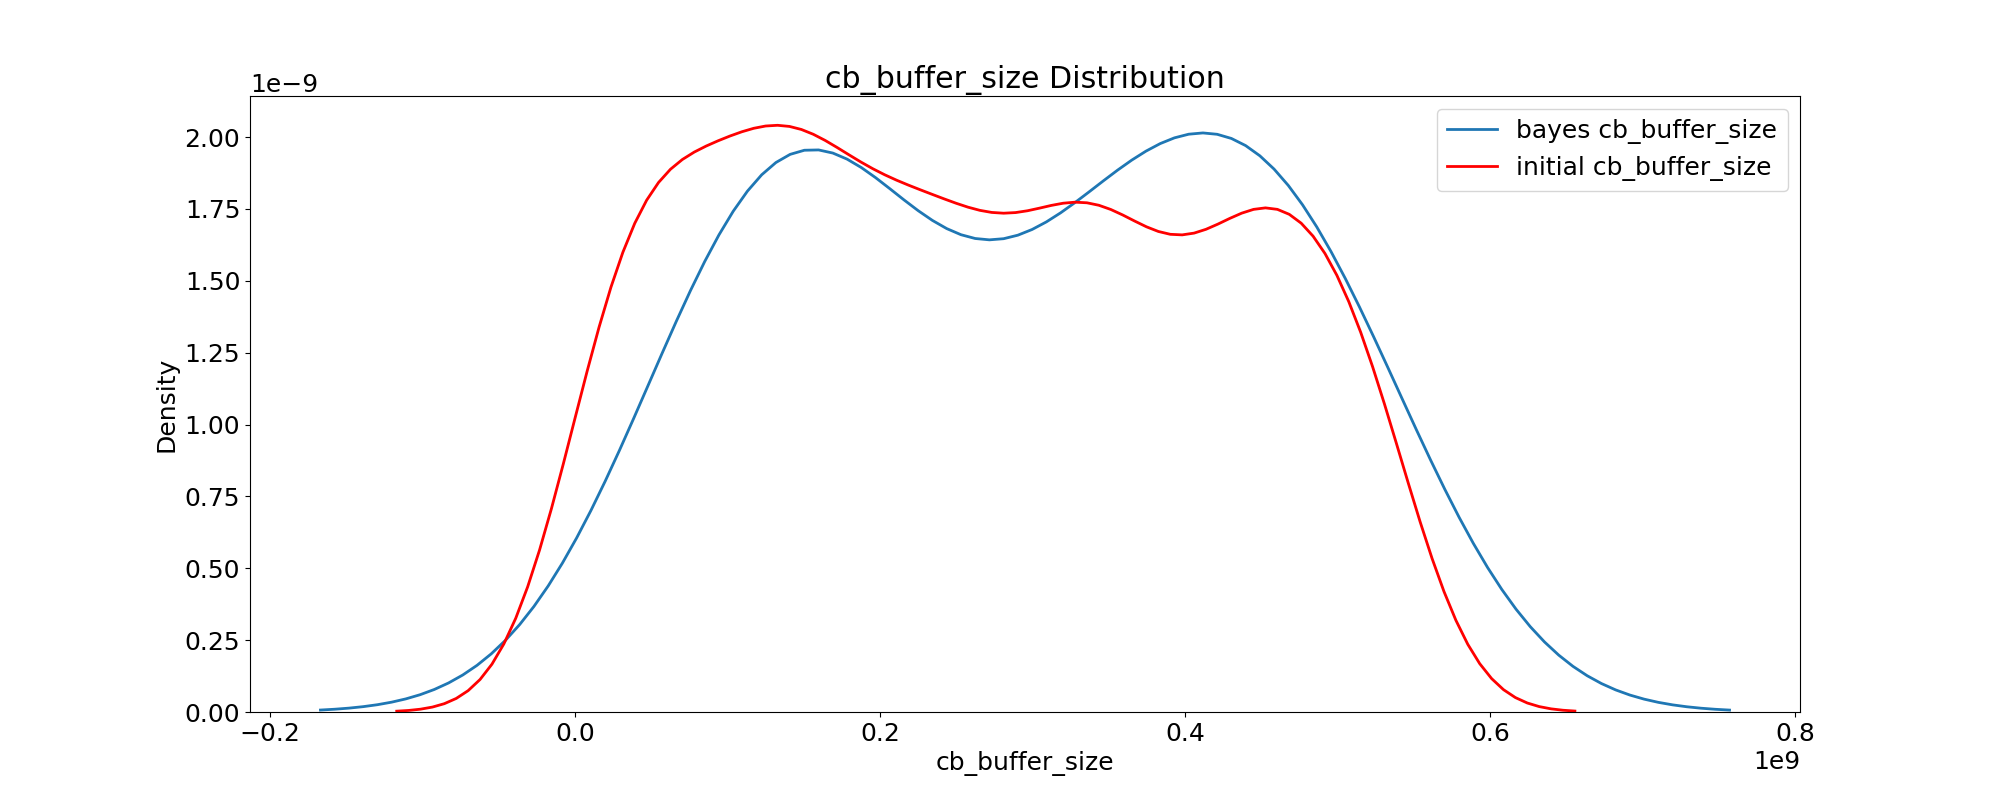 cb_buffer_size Distribution
1e−9
bayes cb_buffer_size
initial cb_buffer_size
2.00
1.75
1.50
1.25
1.00
0.75
0.50
0.25
0.00
Density
−0.2 0.0 0.2 0.4 0.6 0.8
cb_buffer_size
1e9